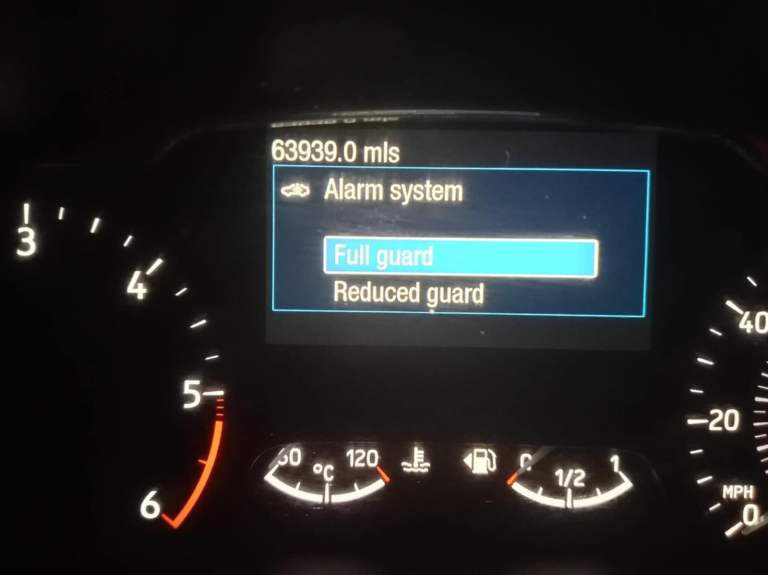 63939.0 mls
Alarm system
Full guard
Reduced guard
3
4
5
6
120
°C
1/2
1
40
20
MPH
0